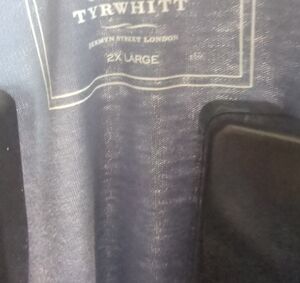 TYRWHITT
JERMYN STREET LONDON
2X LARGE